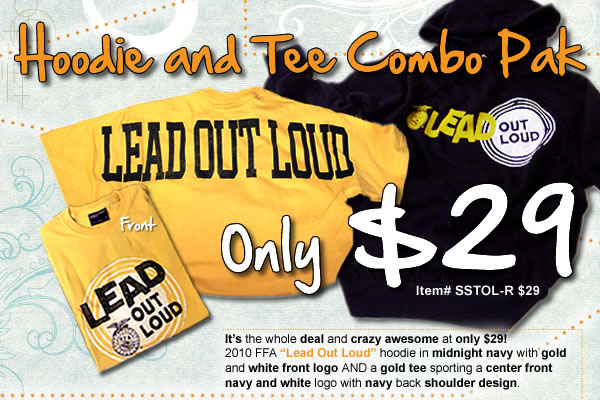 Hoodie and Tee Combo Pak
LEAD OUT LOUD
LEAD OUT
LOUD
Front
LEAD
OUT
LOUD
Only $29
Item# SSTOL-R $29
It's the whole deal and crazy awesome at only $29!
2010 FFA “Lead Out Loud” hoodie in midnight navy with gold
and white front logo AND a gold tee sporting a center front
navy and white logo with navy back shoulder design.